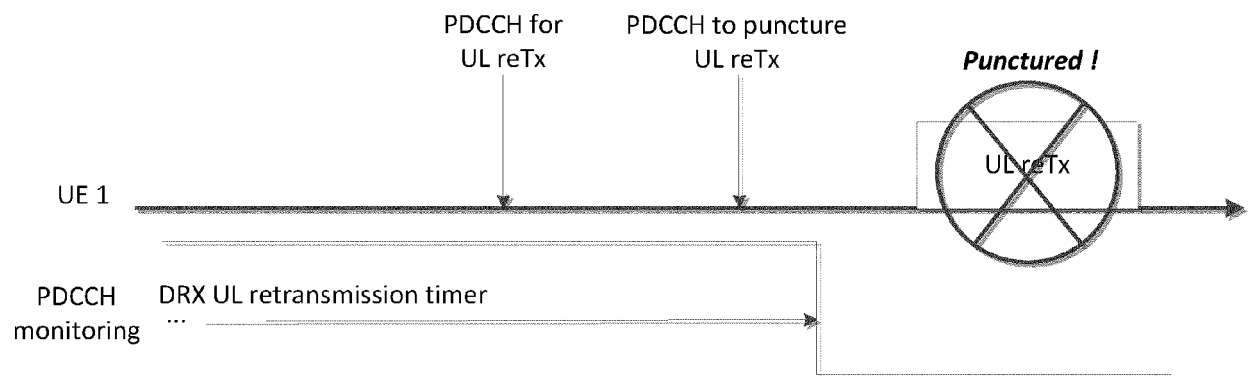 PDCCH for
UL reTx
PDCCH to puncture
UL reTx
Punctured !
UL reTx
UE 1
PDCCH
monitoring
DRX UL retransmission timer
...